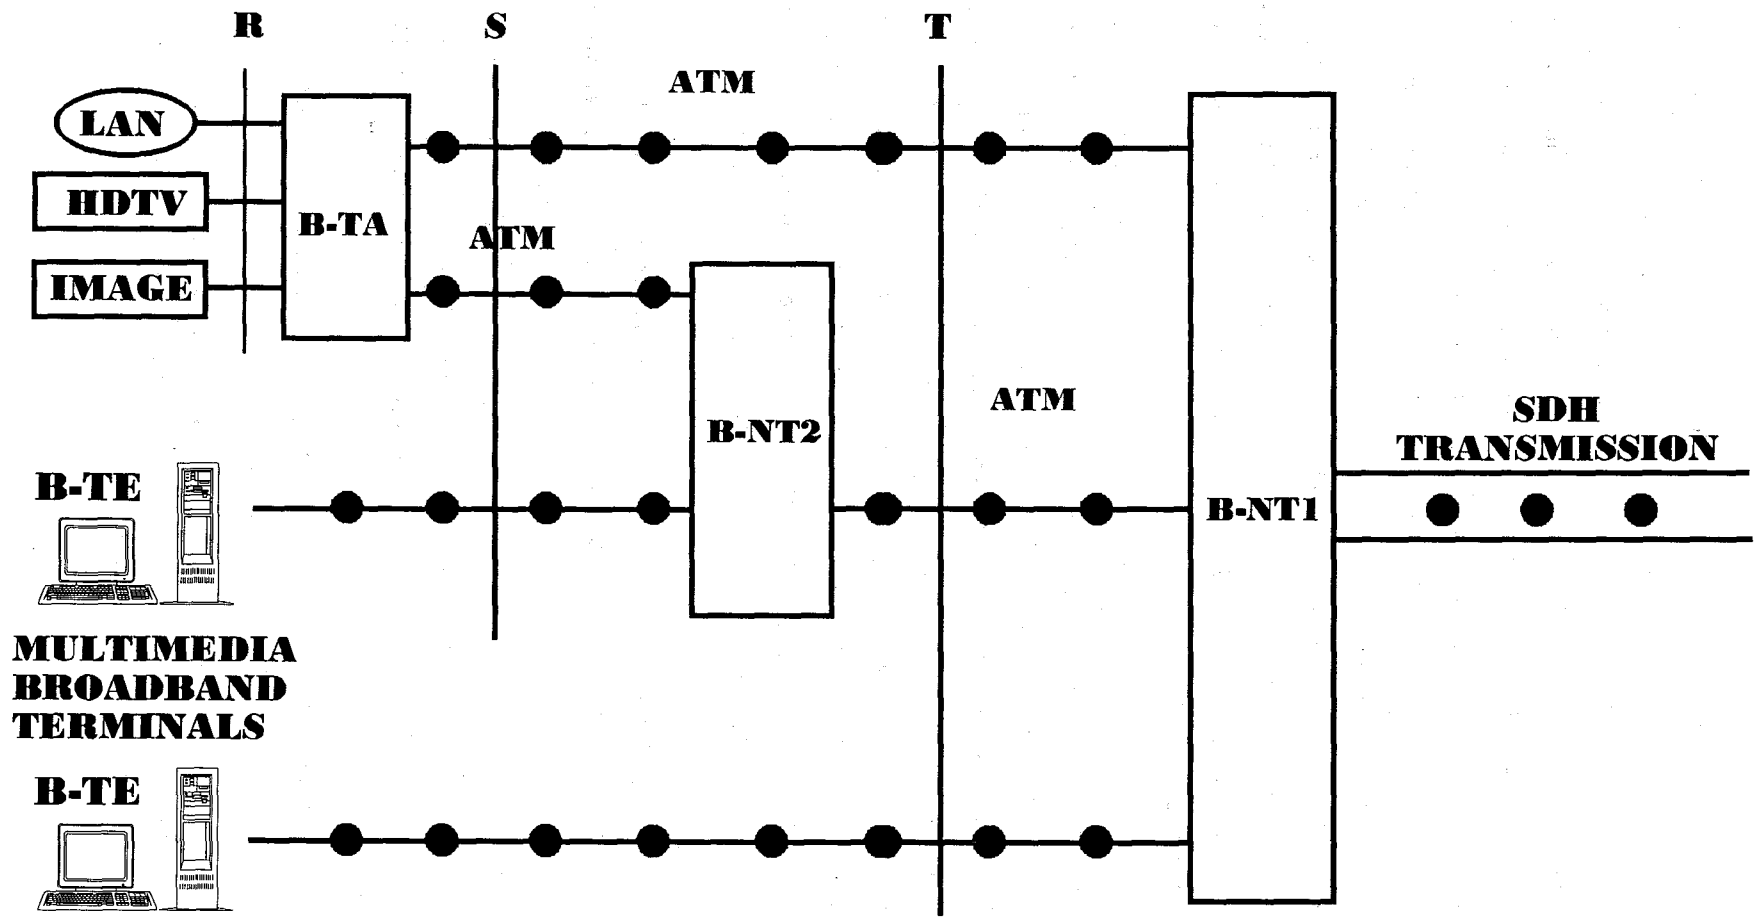 R
S
T
ATM
LAN
HDTV
B-TA
ATM
IMAGE
ATM
SDH
TRANSMISSION
B-NT2
B-TE
B-NT1
MULTIMEDIA
BROADBAND
TERMINALS
B-TE